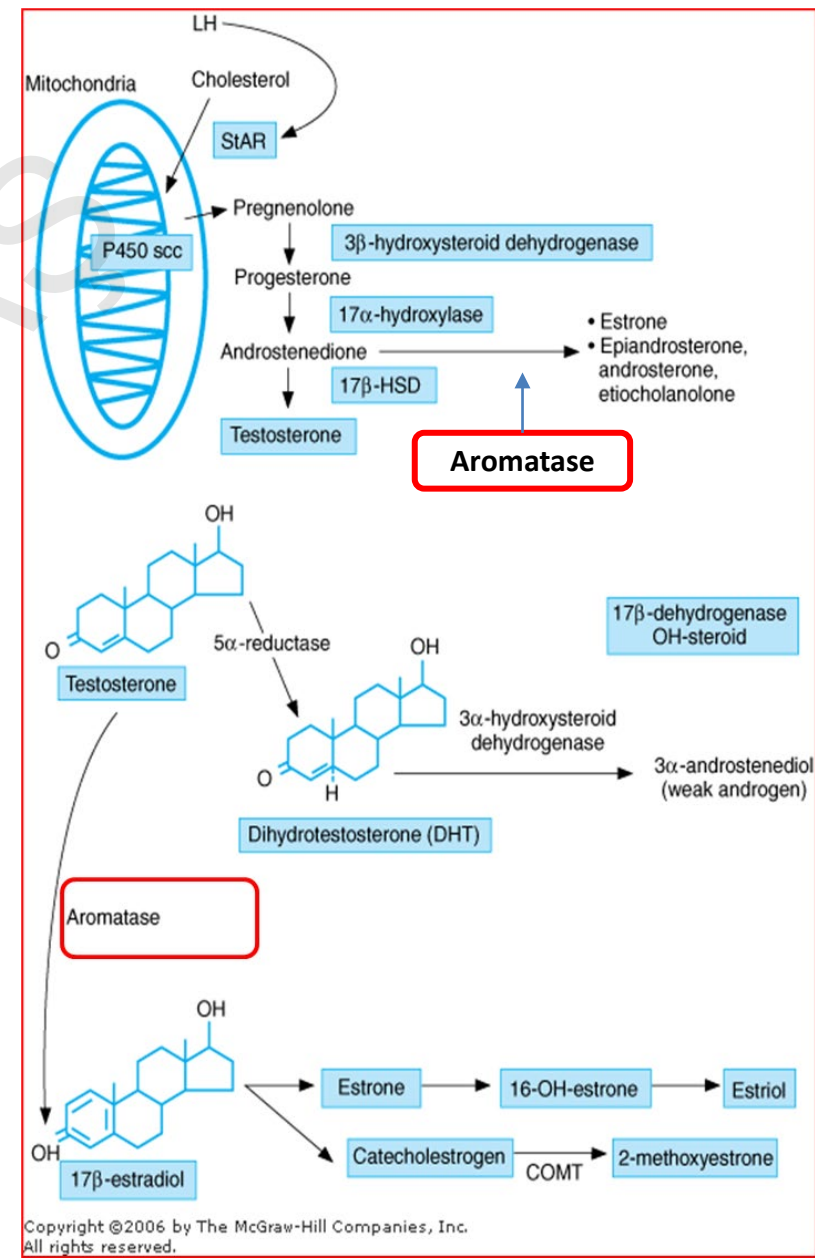 LH
Mitochondria
Cholesterol
StAR
Pregnenolone
P450 scc
3β-hydroxysteroid dehydrogenase
Progesterone
17α-hydroxylase
Androstenedione
• Estrone
• Epiandrosterone,
androsterone,
etiocholanolone
17β-HSD
Testosterone
Aromatase
OH
O
Testosterone
5α-reductase
17β-dehydrogenase
OH-steroid
OH
O
H
3α-hydroxysteroid
dehydrogenase
3α-androstenediol
(weak androgen)
Dihydrotestosterone (DHT)
Aromatase
OH
OH
17β-estradiol
Estrone
16-OH-estrone
Estriol
Catecholestrogen
COMT
2-methoxyestrone
Copyright ©2006 by The McGraw-Hill Companies, Inc.
All rights reserved.